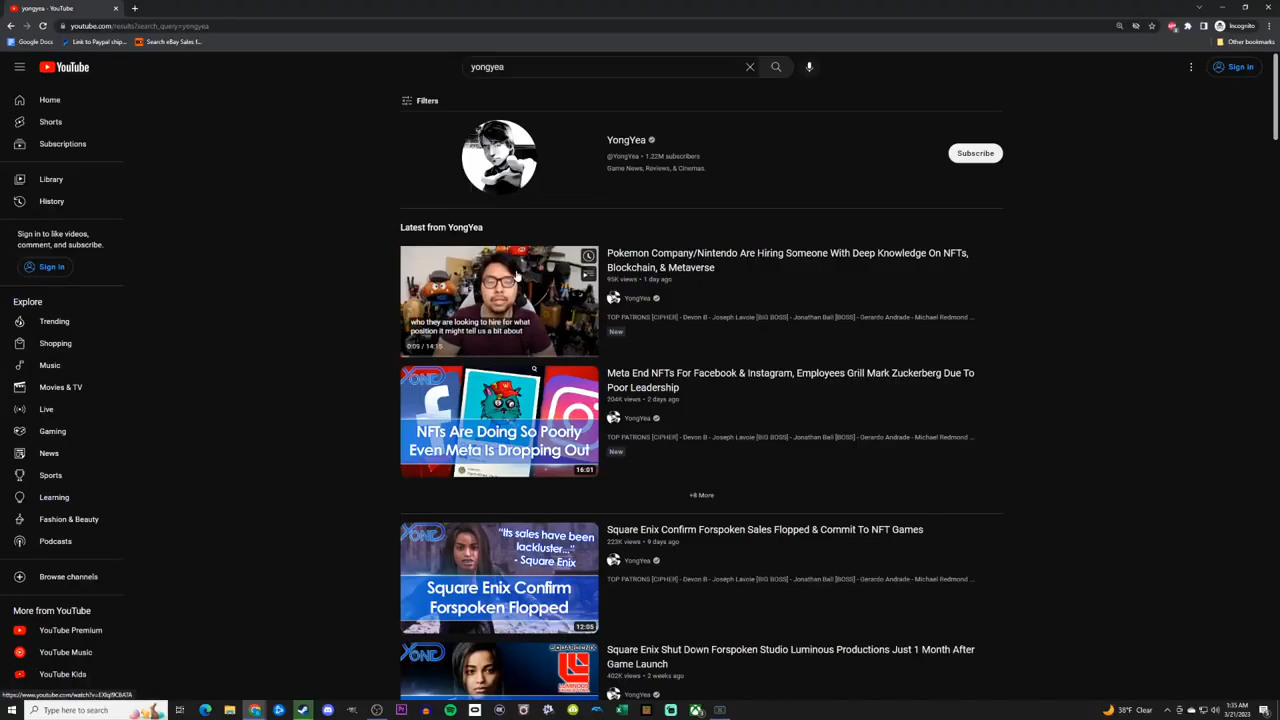 yongyea - YouTube
youtube.com/results?search_query=yongyea
Incognito
Google Docs
Link to Paypal ship...
Search eBay Sales f...
Other bookmarks
YouTube
yongyea
Sign in
Home
Shorts
Subscriptions
Library
History
Sign in to like videos,
comment, and subscribe.
Sign in
Explore
Trending
Shopping
Music
Movies & TV
Live
Gaming
News
Sports
Learning
Fashion & Beauty
Podcasts
Browse channels
More from YouTube
YouTube Premium
YouTube Music
YouTube Kids
Filters
YongYea
@YongYea • 1.22M subscribers
Game News, Reviews, & Cinemas.
Subscribe
Latest from YongYea
who they are looking to hire for what
position it might tell us a bit about
0:09 / 14:15
Pokemon Company/Nintendo Are Hiring Someone With Deep Knowledge On NFTs,
Blockchain, & Metaverse
95K views • 1 day ago
YongYea
TOP PATRONS [CIPHER] - Devon B - Joseph Lavoie [BIG BOSS] - Jonathan Ball [BOSS] - Gerardo Andrade - Michael Redmond ...
New
YONG
NFTs Are Doing So Poorly
Even Meta Is Dropping Out
16:01
Meta End NFTs For Facebook & Instagram, Employees Grill Mark Zuckerberg Due To
Poor Leadership
204K views • 2 days ago
YongYea
TOP PATRONS [CIPHER] - Devon B - Joseph Lavoie [BIG BOSS] - Jonathan Ball [BOSS] - Gerardo Andrade - Michael Redmond ...
New
+8 More
YONG
"Its sales have been
lackluster..."
- Square Enix
Square Enix Confirm
Forspoken Flopped
12:05
Square Enix Confirm Forspoken Sales Flopped & Commit To NFT Games
223K views • 9 days ago
YongYea
TOP PATRONS [CIPHER] - Devon B - Joseph Lavoie [BIG BOSS] - Jonathan Ball [BOSS] - Gerardo Andrade - Michael Redmond ...
YONG
SQUARE ENIX
LUMINOUS
Square Enix Shut Down Forspoken Studio Luminous Productions Just 1 Month After
Game Launch
402K views • 2 weeks ago
YongYea
Type here to search
38°F Clear
1:35 AM
3/21/2023